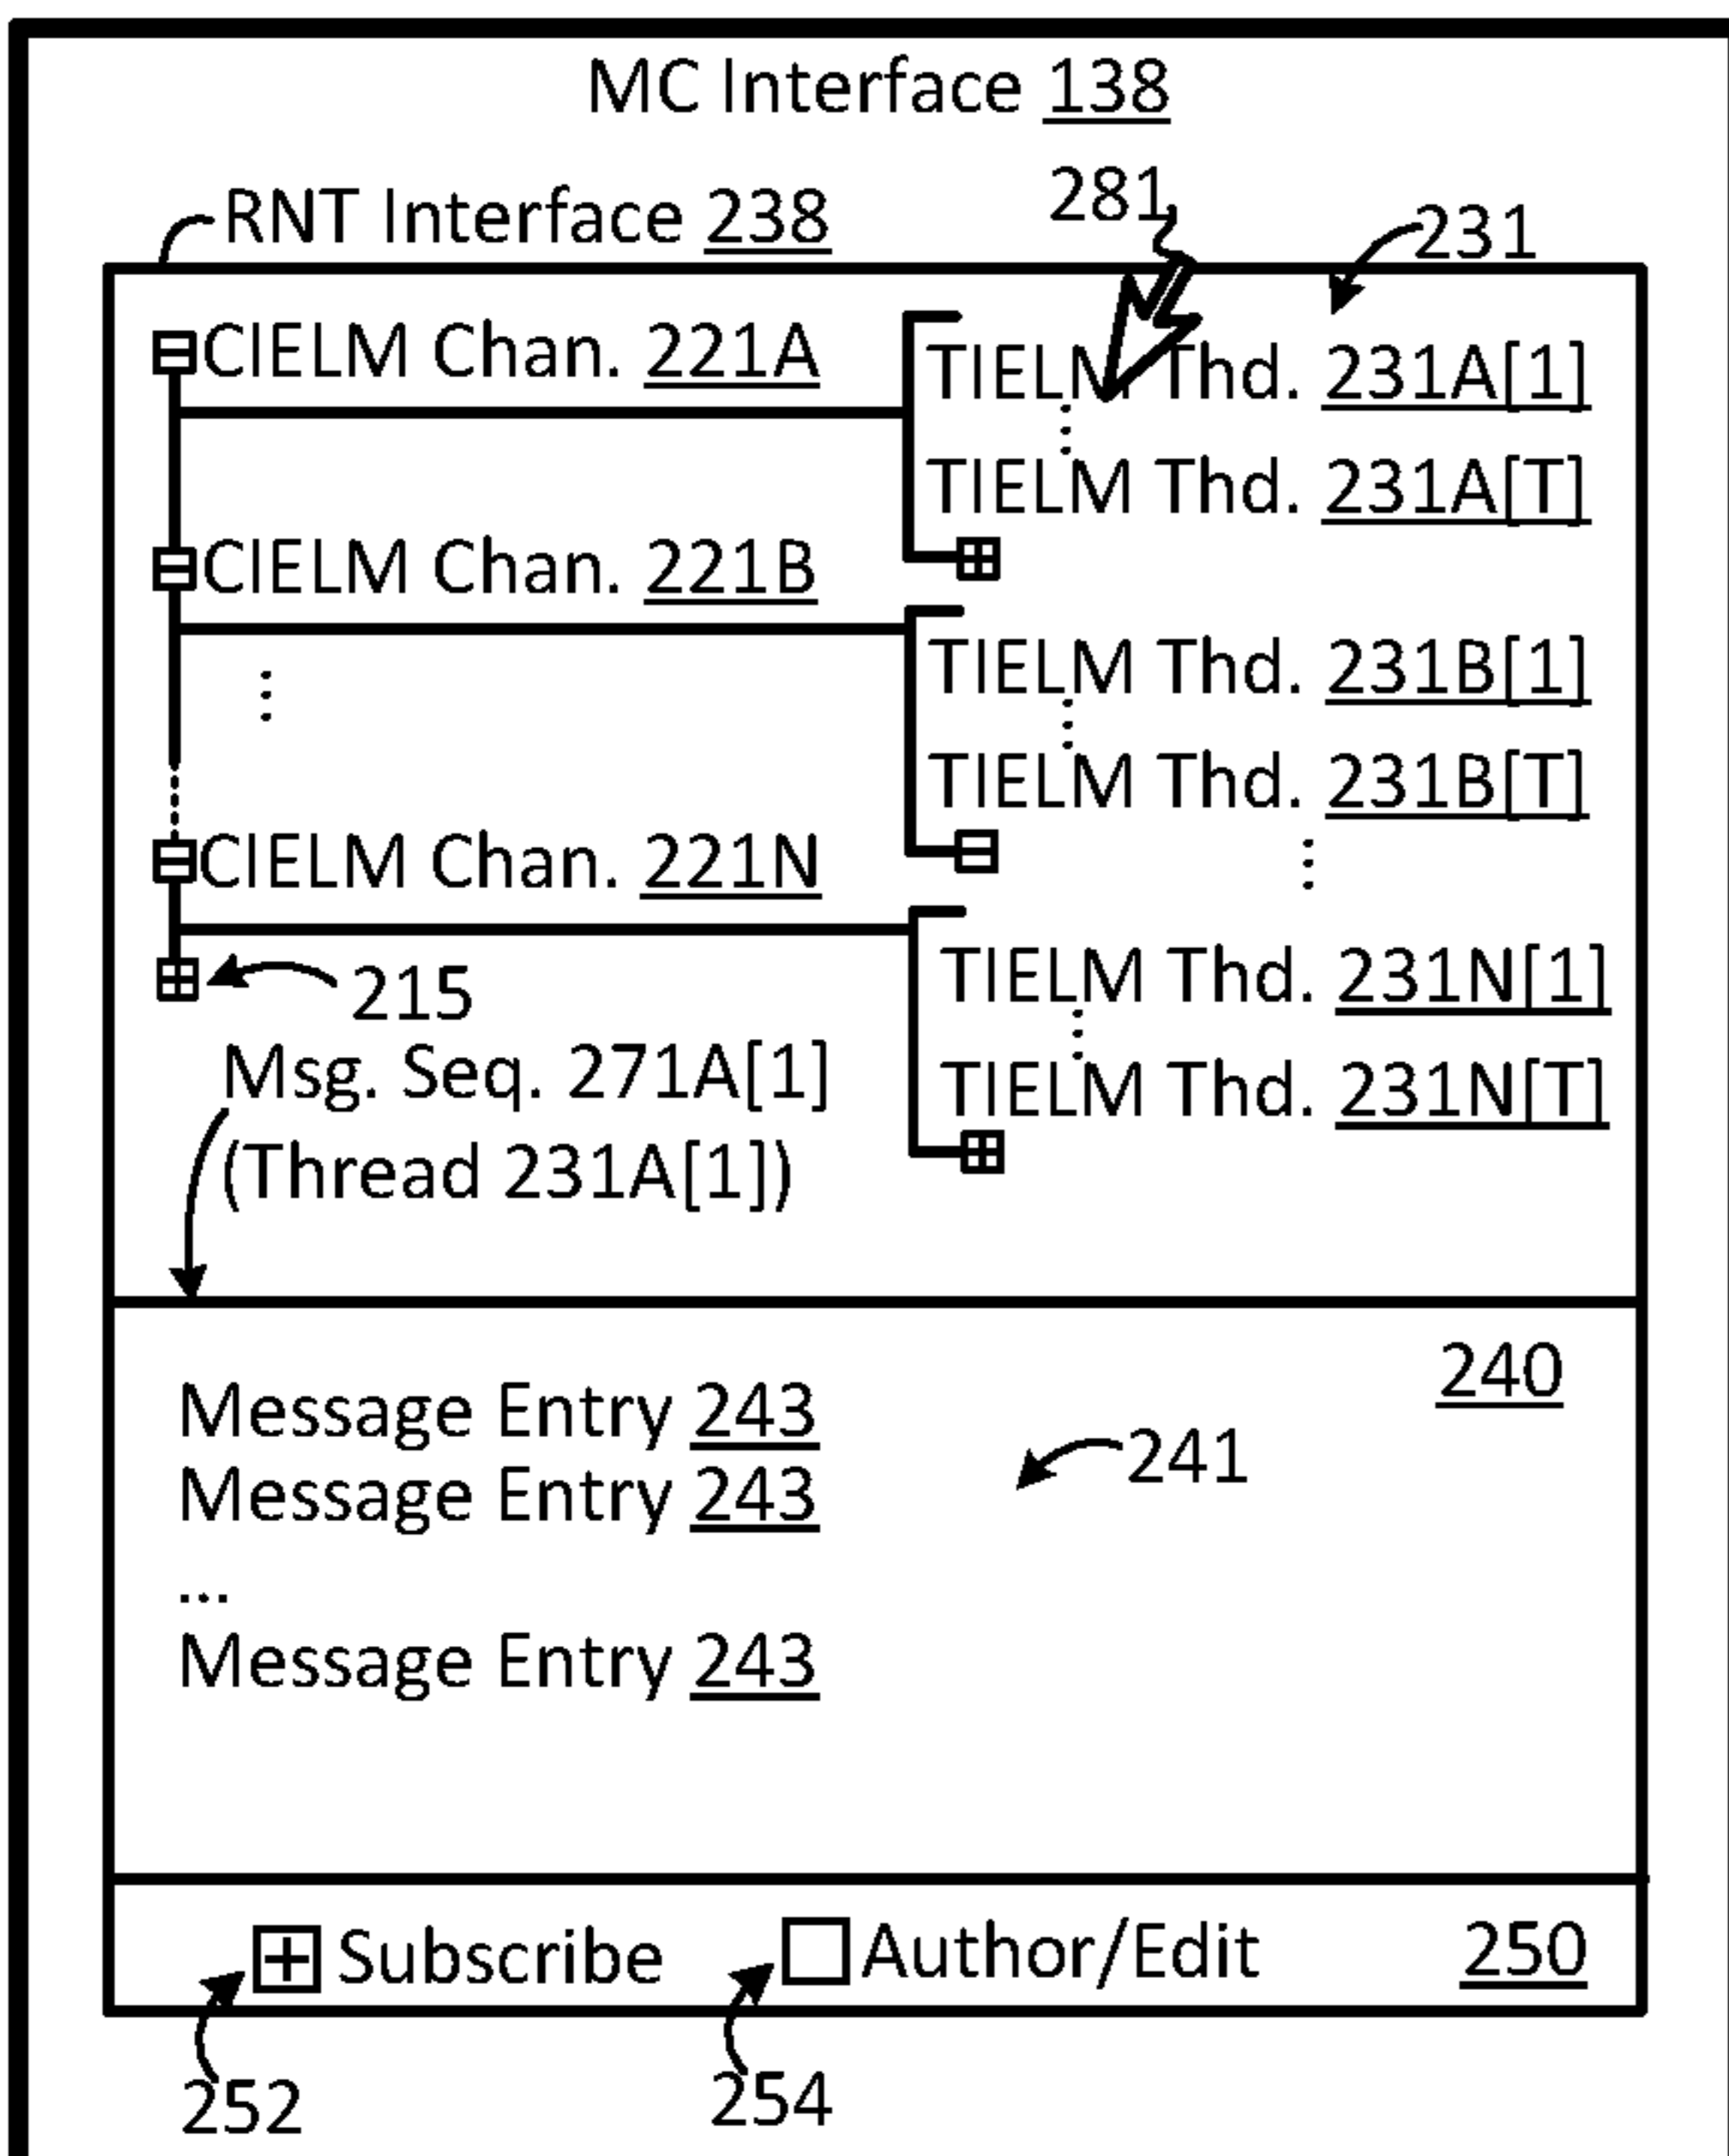 MC Interface 138
RNT Interface 238
281
231
CIELM Chan. 221A
TIELM Thd. 231A[1]
⋮
TIELM Thd. 231A[T]
CIELM Chan. 221B
TIELM Thd. 231B[1]
⋮
⋮
TIELM Thd. 231B[T]
CIELM Chan. 221N
⋮
TIELM Thd. 231N[1]
⋮
TIELM Thd. 231N[T]
215
Msg. Seq. 271A[1]
(Thread 231A[1])
240
Message Entry 243
241
Message Entry 243
...
Message Entry 243
Subscribe
Author/Edit
250
252
254